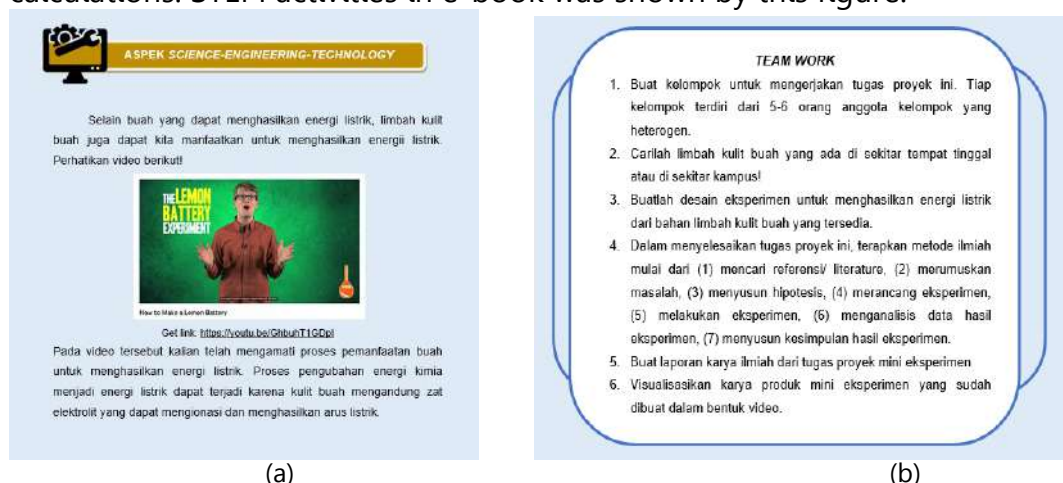 calculations. STEM activities in e-book was shown by this figure.
ASPEK SCIENCE-ENGINEERING-TECHNOLOGY
Selain buah yang dapat menghasilkan energi listrik, limbah kulit
buah juga dapat kita manfaatkan untuk menghasilkan energii listrik.
Perhatikan video berikut!
THE LEMON
BATTERY
EXPERIMENT
How to Make a Lemon Battery
Get link: https://youtu.be/GhbuhT1GDpI
Pada video tersebut kalian telah mengamati proses pemanfaatan buah
untuk menghasilkan energi listrik. Proses pengubahan energi kimia
menjadi energi listrik dapat terjadi karena kulit buah mengandung zat
elektrolit yang dapat mengionasi dan menghasilkan arus listrik.
(a)
TEAM WORK
1. Buat kelompok untuk mengerjakan tugas proyek ini. Tiap
kelompok terdiri dari 5-6 orang anggota kelompok yang
heterogen.
2. Carilah limbah kulit buah yang ada di sekitar tempat tinggal
atau di sekitar kampus!
3. Buatlah desain eksperimen untuk menghasilkan energi listrik
dari bahan limbah kulit buah yang tersedia.
4. Dalam menyelesaikan tugas proyek ini, terapkan metode ilmiah
mulai dari (1) mencari referensi/ literature, (2) merumuskan
masalah, (3) menyusun hipotesis, (4) merancang eksperimen,
(5) melakukan eksperimen, (6) menganalisis data hasil
eksperimen, (7) menyusun kesimpulan hasil eksperimen.
5. Buat laporan karya ilmiah dari tugas proyek mini eksperimen
6. Visualisasikan karya produk mini eksperimen yang sudah
dibuat dalam bentuk video.
(b)